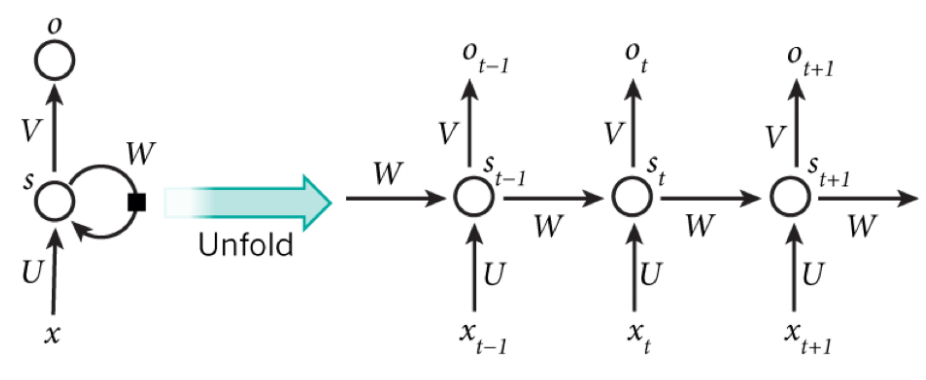 o
V
W
s
U
x
Unfold
o_{t-1} o_t o_{t+1}
V V V
W s_{t-1} s_t s_{t+1}
W W W
U U U
x_{t-1} x_t x_{t+1}